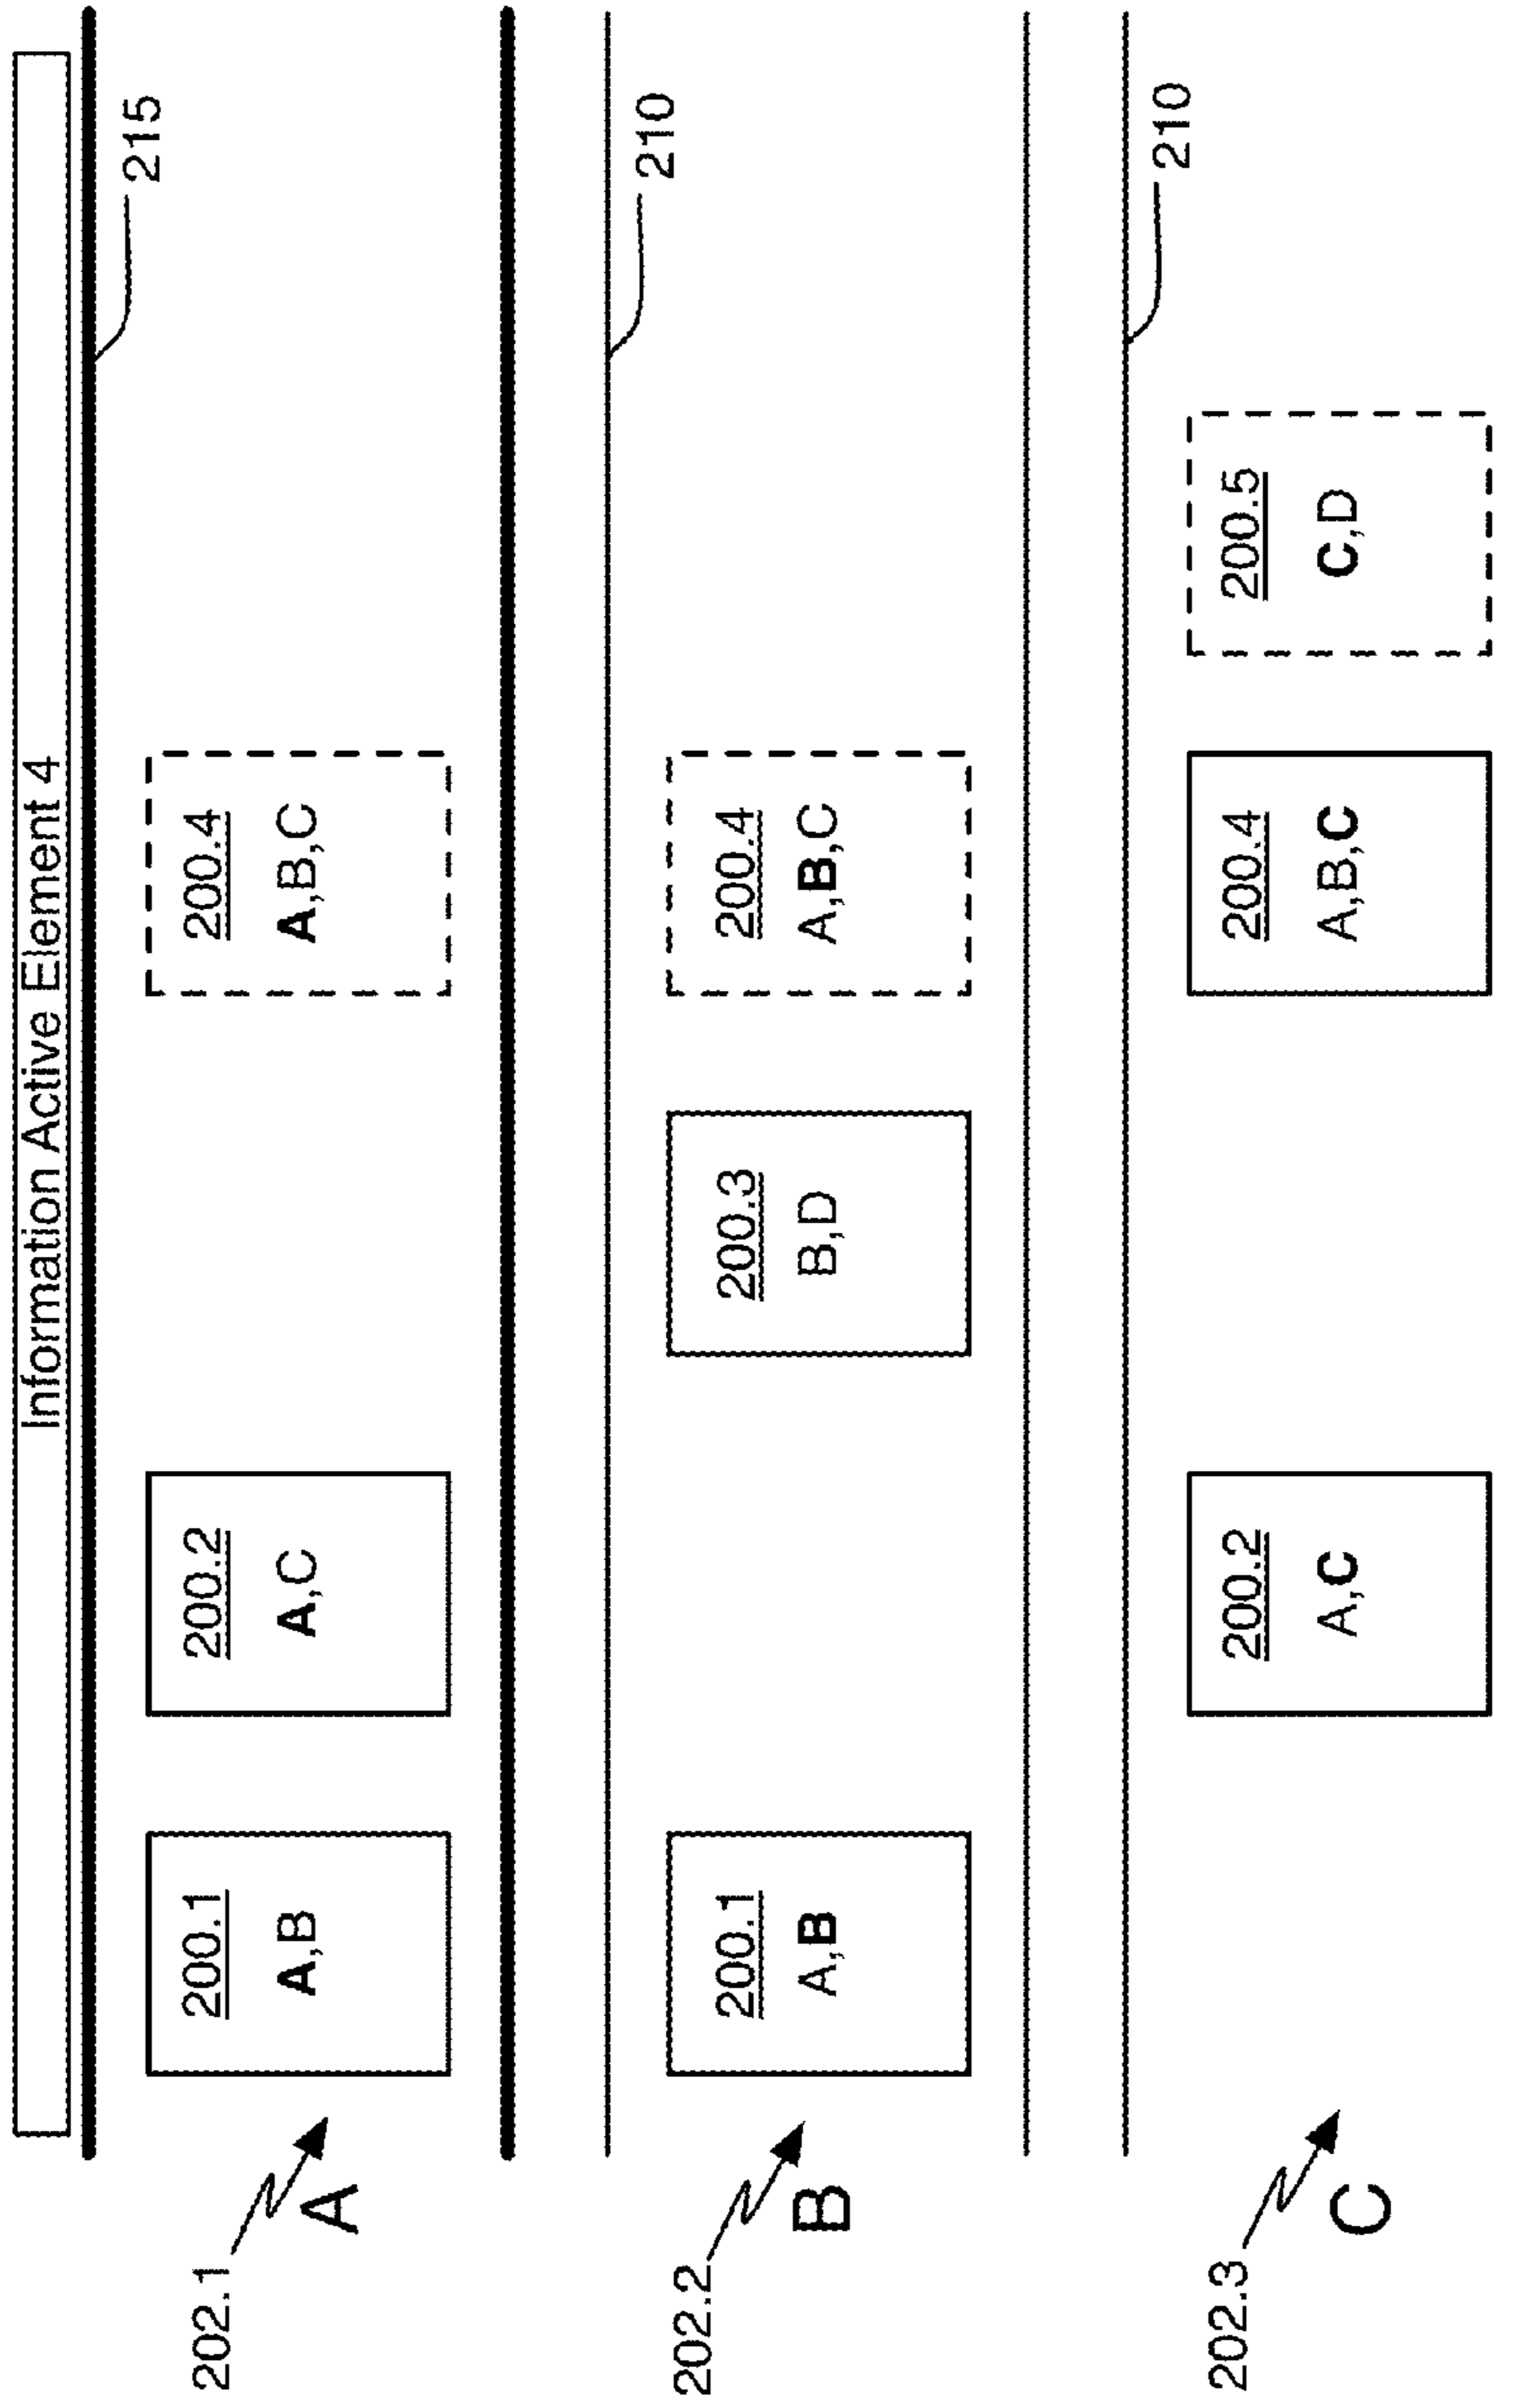 Information Active Element 4
215
202.1
A
200.1
A,B
200.2
A,C
200.4
A,B,C
210
202.2
B
200.1
A,B
200.3
B,D
200.4
A,B,C
210
202.3
C
200.2
A,C
200.4
A,B,C
200.5
C,D